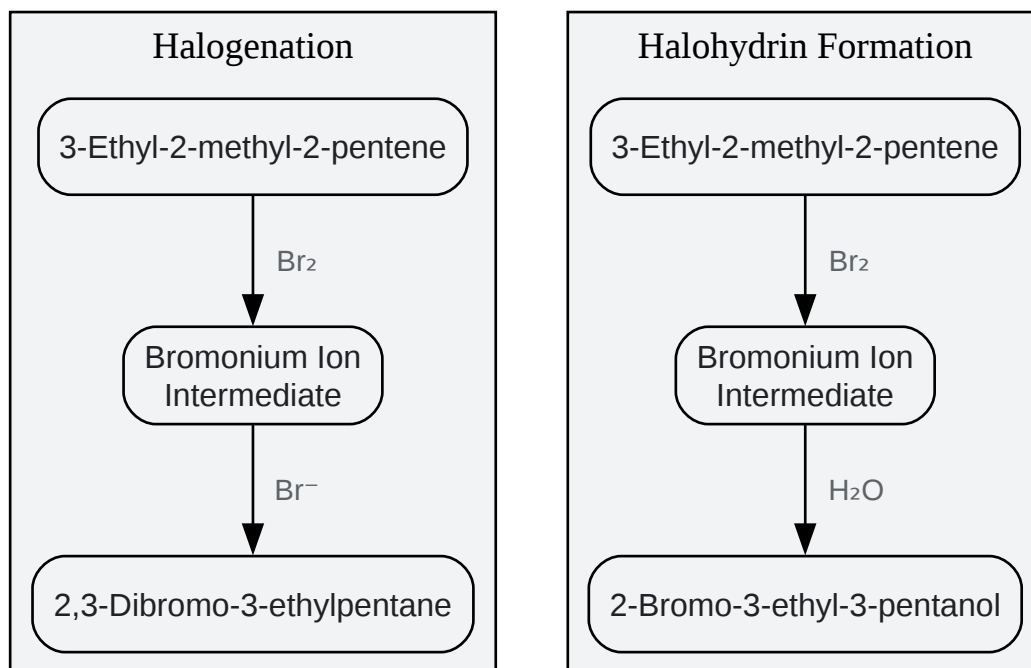 Halogenation
3-Ethyl-2-methyl-2-pentene
Br₂
Bromonium Ion
Intermediate
Br⁻
2,3-Dibromo-3-ethylpentane
Halohydrin Formation
3-Ethyl-2-methyl-2-pentene
Br₂
Bromonium Ion
Intermediate
H₂O
2-Bromo-3-ethyl-3-pentanol